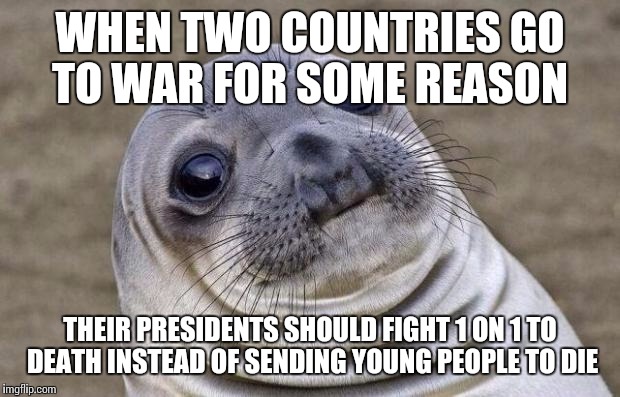 WHEN TWO COUNTRIES GO
TO WAR FOR SOME REASON
THEIR PRESIDENTS SHOULD FIGHT 1 ON 1 TO
DEATH INSTEAD OF SENDING YOUNG PEOPLE TO DIE
imgflip.com